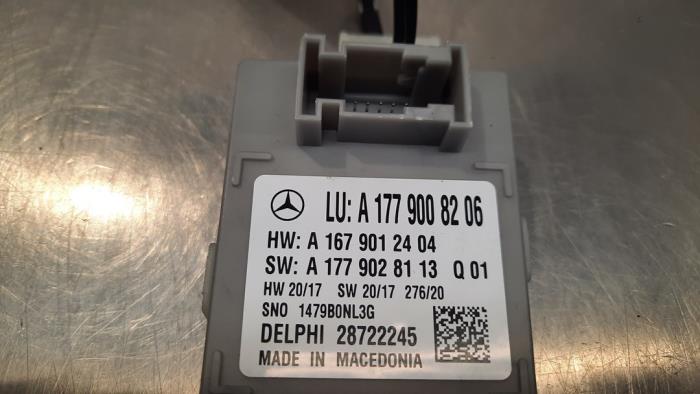 LU: A 177 900 82 06
HW: A 167 901 24 04
SW: A 177 902 81 13 Q 01
HW 20/17 SW 20/17 276/20
SNO 1479B0NL3G
DELPHI 28722245
MADE IN MACEDONIA